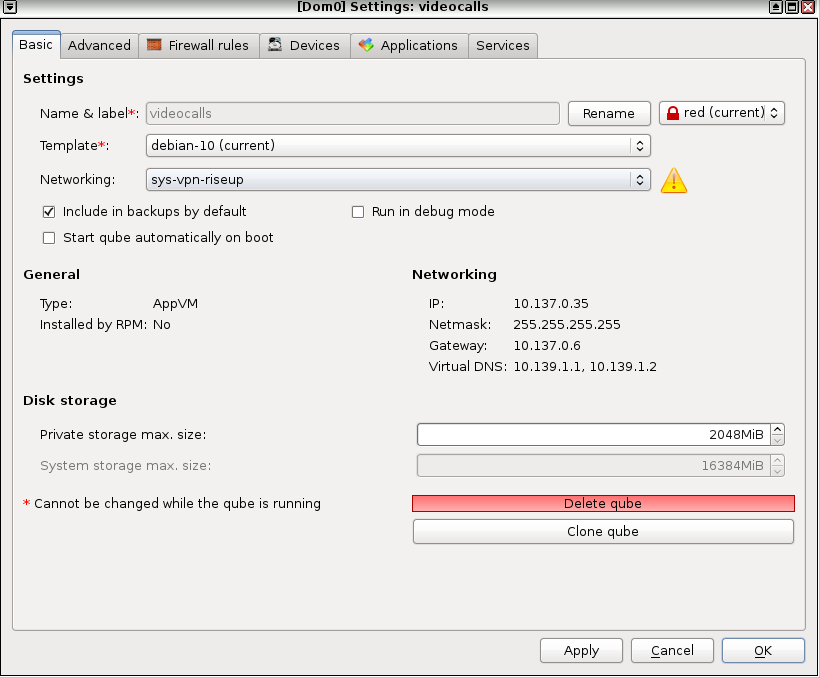 [Dom0] Settings: videocalls
Basic Advanced Firewall rules Devices Applications Services
Settings
Name & label*: videocalls Rename red (current)
Template*: debian-10 (current)
Networking: sys-vpn-riseup
Include in backups by default Run in debug mode
Start qube automatically on boot
General Networking
Type: AppVM IP: 10.137.0.35
Installed by RPM: No Netmask: 255.255.255.255
Gateway: 10.137.0.6
Virtual DNS: 10.139.1.1, 10.139.1.2
Disk storage
Private storage max. size: 2048MiB
System storage max. size: 16384MiB
* Cannot be changed while the qube is running Delete qube
Clone qube
Apply Cancel OK